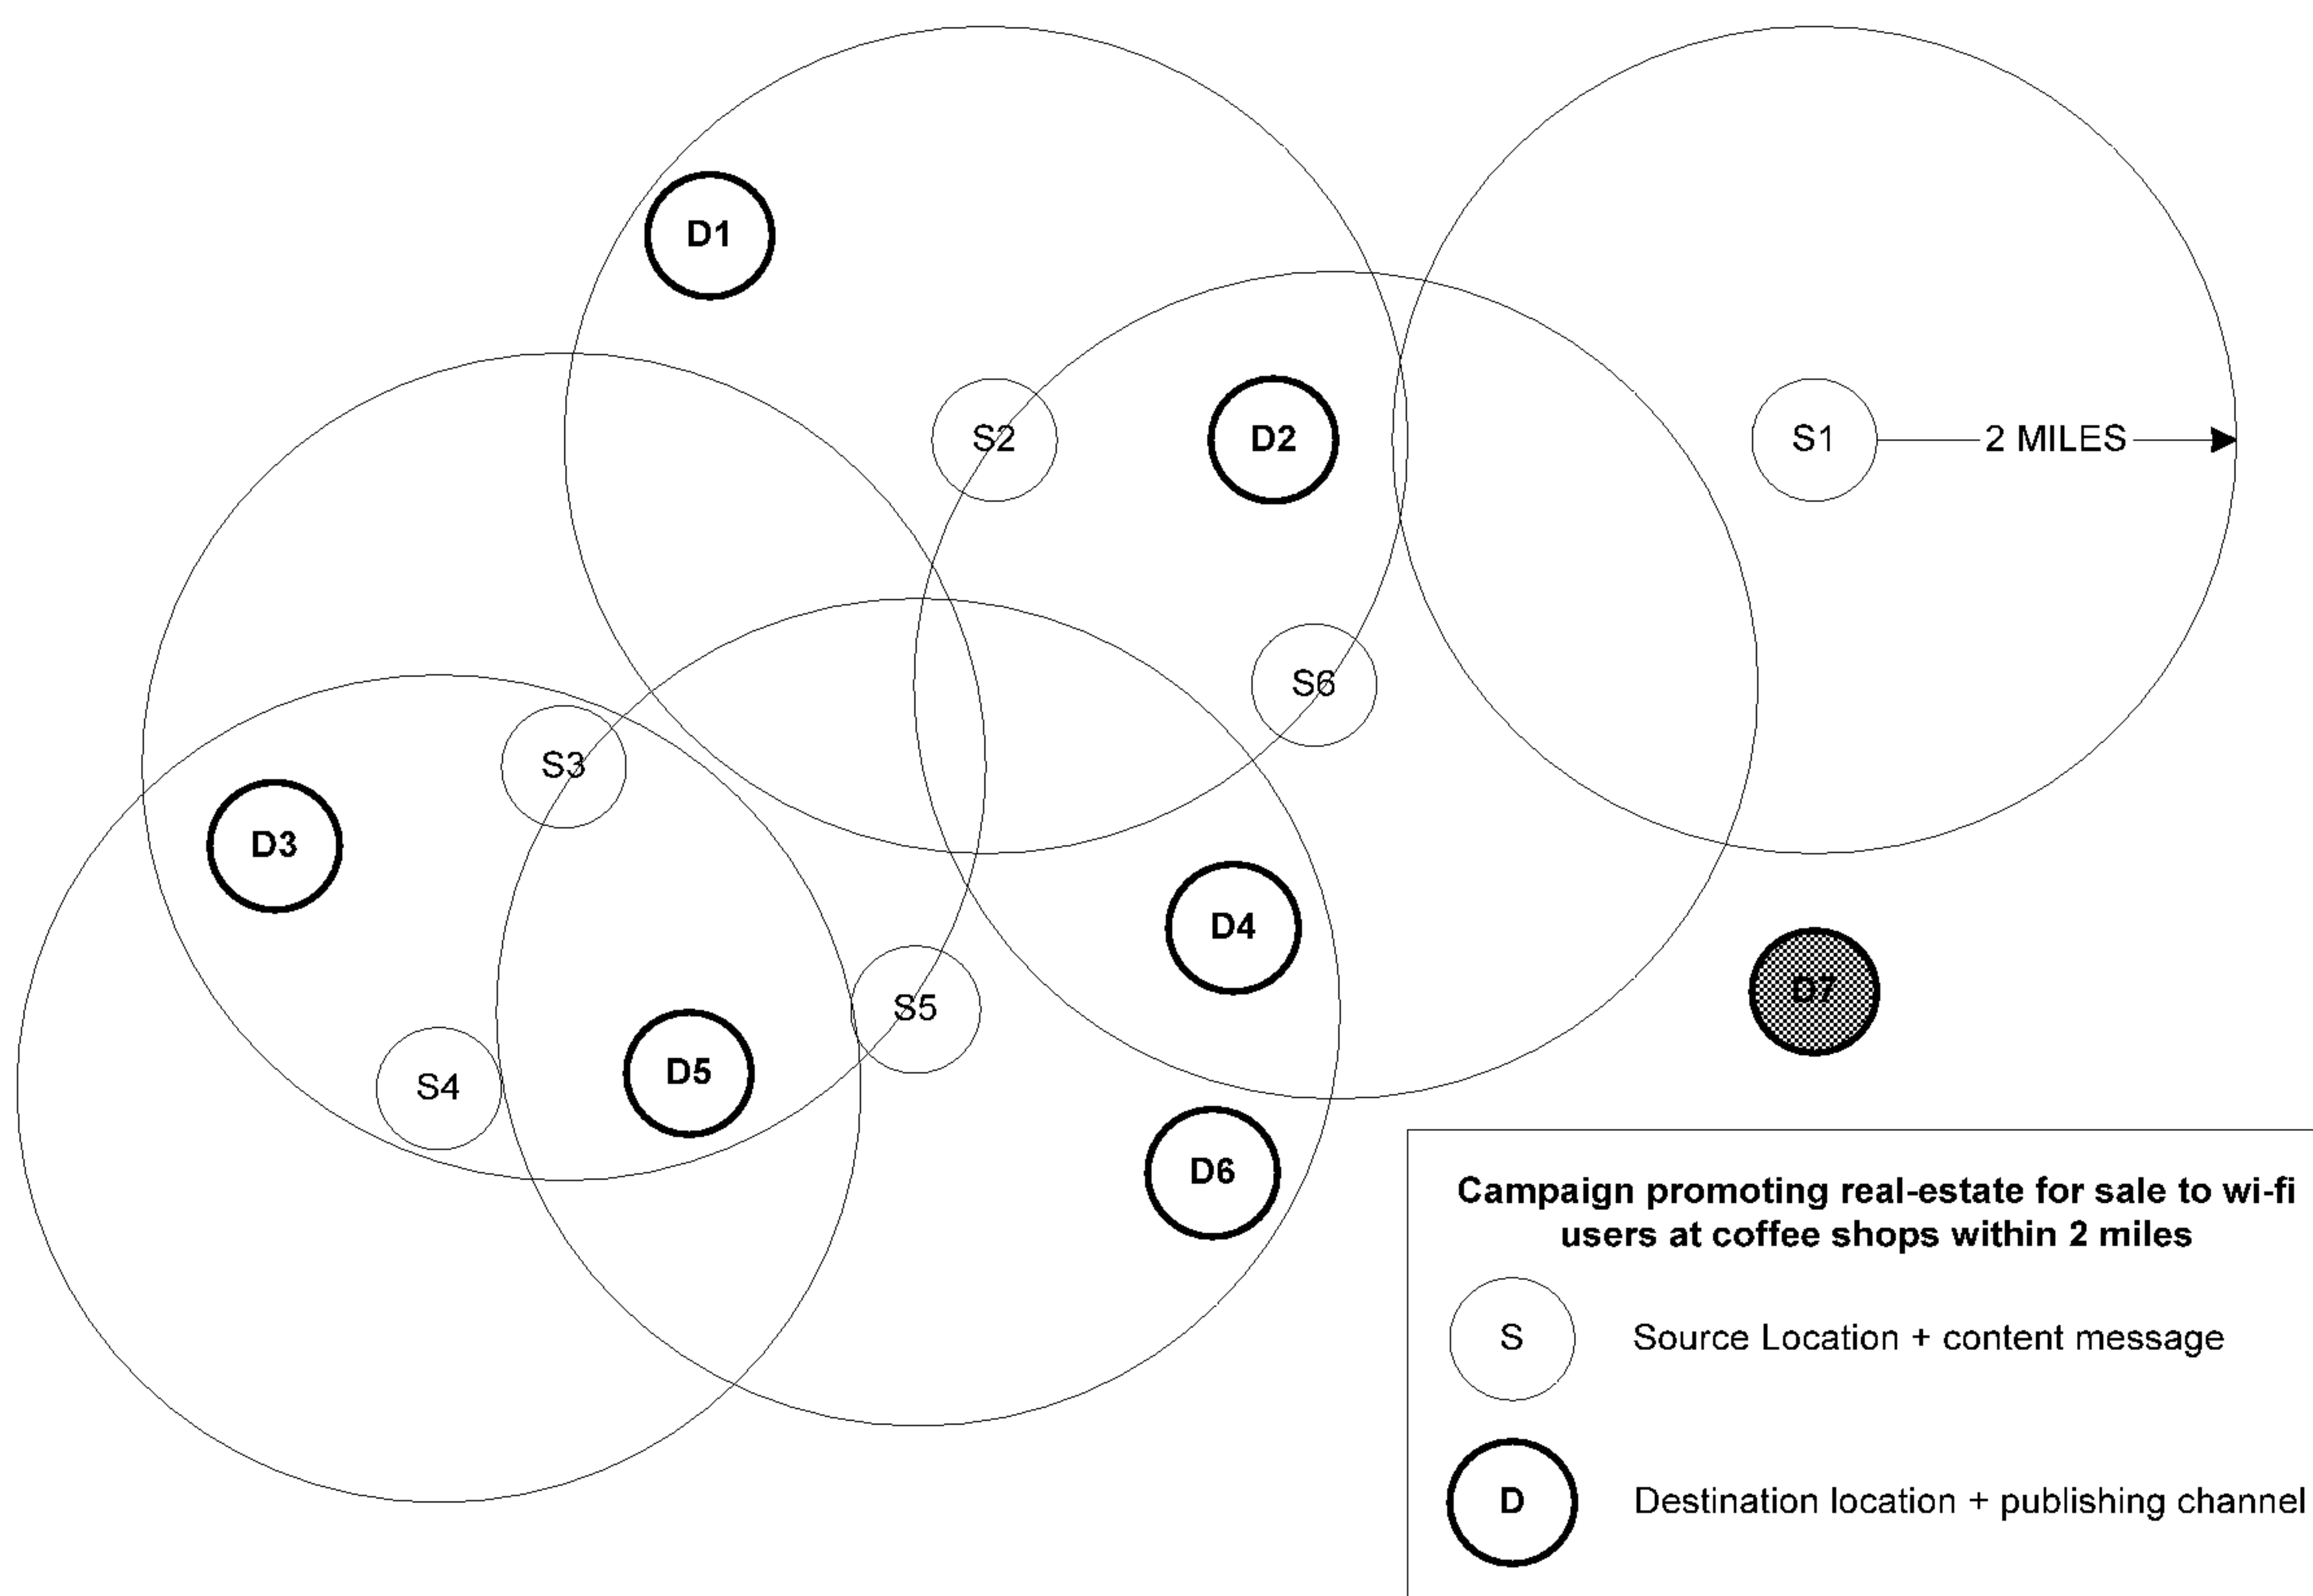 D1
S2
D2
S1
2 MILES
S6
S3
D3
D4
S5
D7
S4
D5
D6
Campaign promoting real-estate for sale to wi-fi
users at coffee shops within 2 miles
S
Source Location + content message
D
Destination location + publishing channel